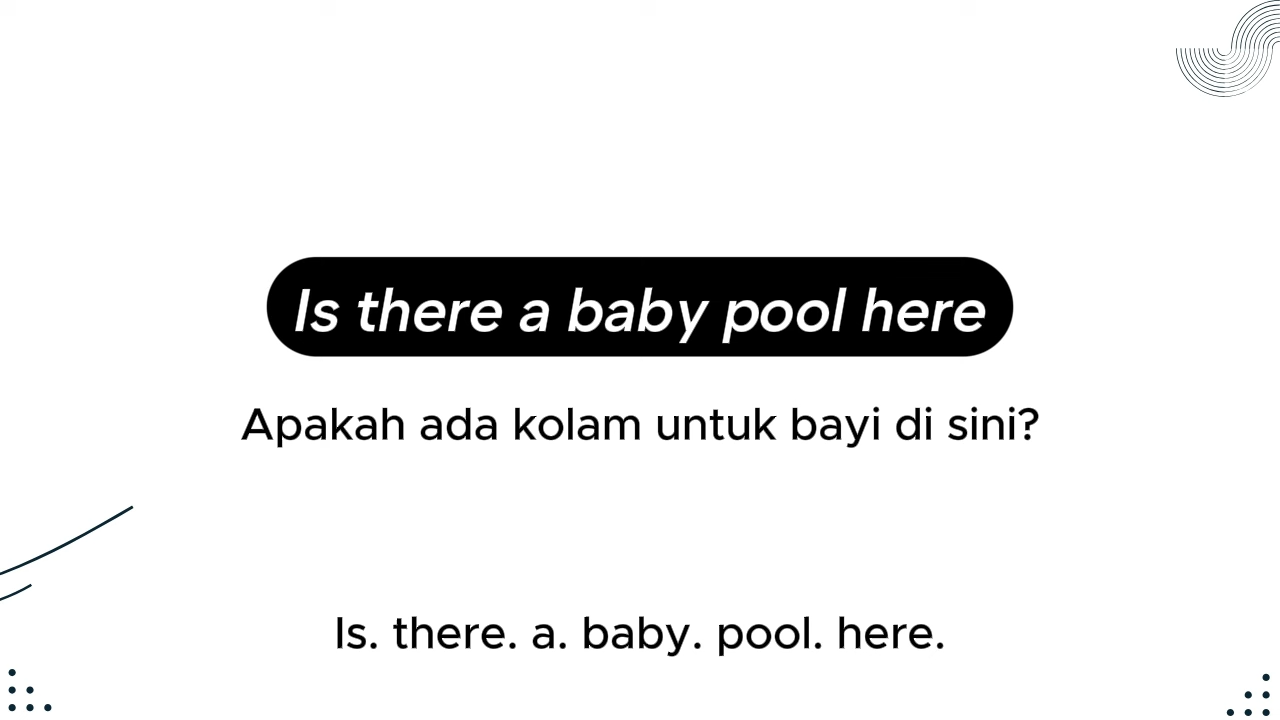 Is there a baby pool here
Apakah ada kolam untuk bayi di sini?
Is. there. a. baby. pool. here.